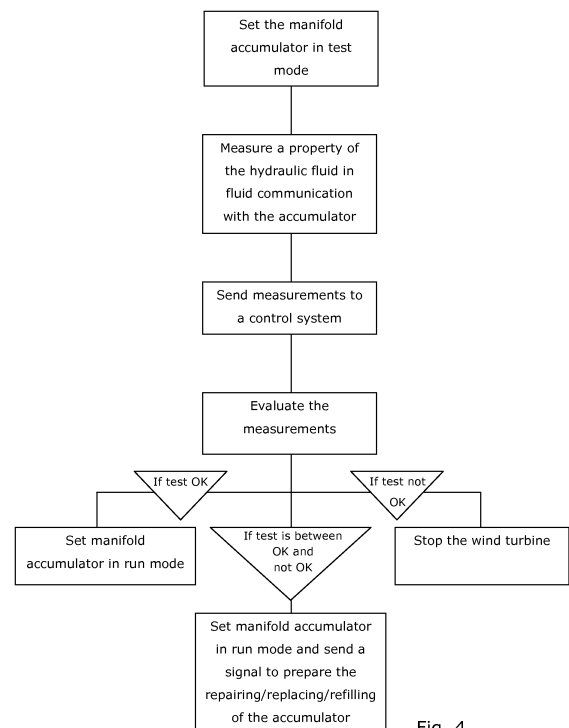 Set the manifold
accumulator in test
mode
Measure a property of
the hydraulic fluid in
fluid communication
with the accumulator
Send measurements to
a control system
Evaluate the
measurements
If test OK
If test not
OK
If test is between
OK and
not OK
Set manifold
accumulator in run mode
Stop the wind turbine
Set manifold accumulator
in run mode and send a
signal to prepare the
repairing/replacing/refilling
of the accumulator
Fig. 4